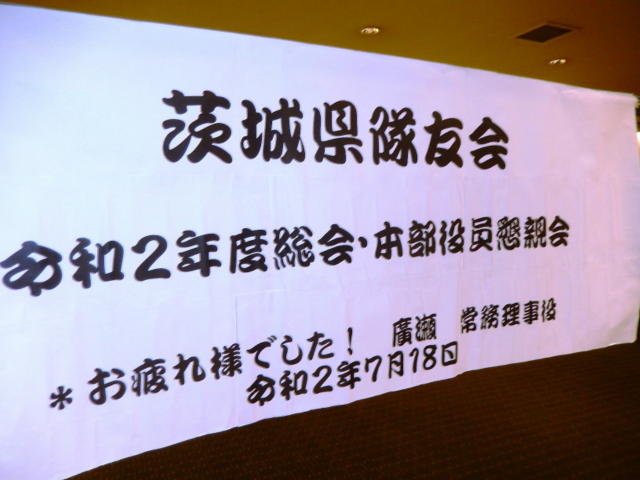 茨城県隊友会
令和2年度総会・本部役員懇親会
*お疲れ様でした! 廣瀬 常務理事役
令和2年7月18日